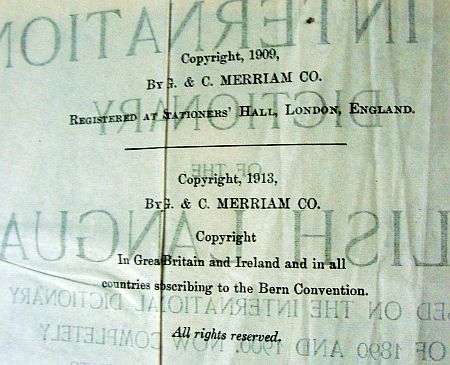 Copyright, 1909,
By G. & C. MERRIAM CO.
Registered at Stationers' Hall, London, England.
Copyright, 1913,
By G. & C. MERRIAM CO.
Copyright
In Great Britain and Ireland and in all
countries subscribing to the Bern Convention.
All rights reserved.